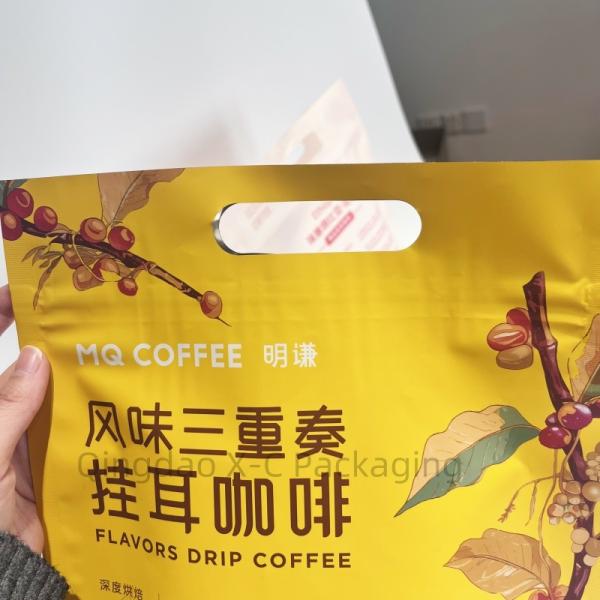 MQ COFFEE 明谦
风味三重奏
挂耳咖啡
Qingdao X-C Packaging
FLAVORS DRIP COFFEE
深度烘焙